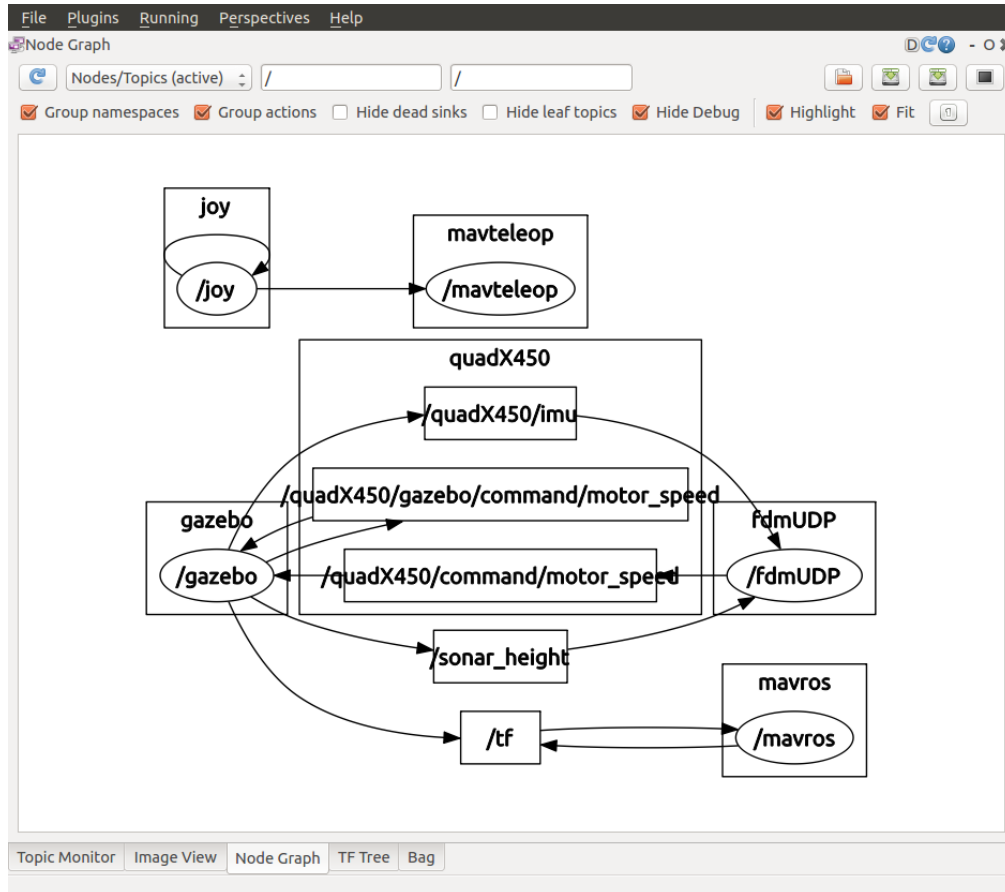 File Plugins Running Perspectives Help
Node Graph D - O
Nodes/Topics (active) / /
Group namespaces Group actions Hide dead sinks Hide leaf topics Hide Debug Highlight Fit
joy
/joy
mavteleop
/mavteleop
quadX450
/quadX450/imu
/quadX450/gazebo/command/motor_speed
gazebo
/gazebo
/quadX450/command/motor_speed
fdmUDP
/fdmUDP
/sonar_height
mavros
/tf
/mavros
Topic Monitor Image View Node Graph TF Tree Bag